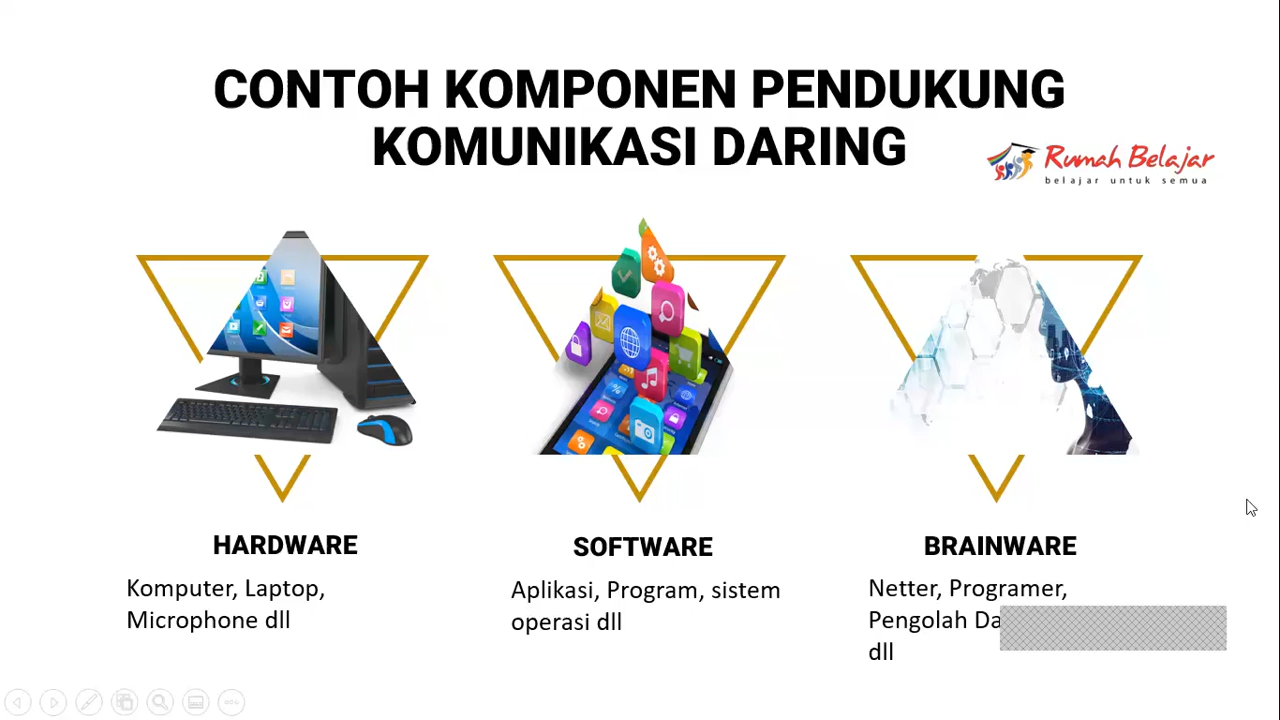 CONTOH KOMPONEN PENDUKUNG
KOMUNIKASI DARING
Rumah Belajar
belajar untuk semua
HARDWARE
Komputer, Laptop,
Microphone dll
SOFTWARE
Aplikasi, Program, sistem
operasi dll
BRAINWARE
Netter, Programer,
Pengolah
dll